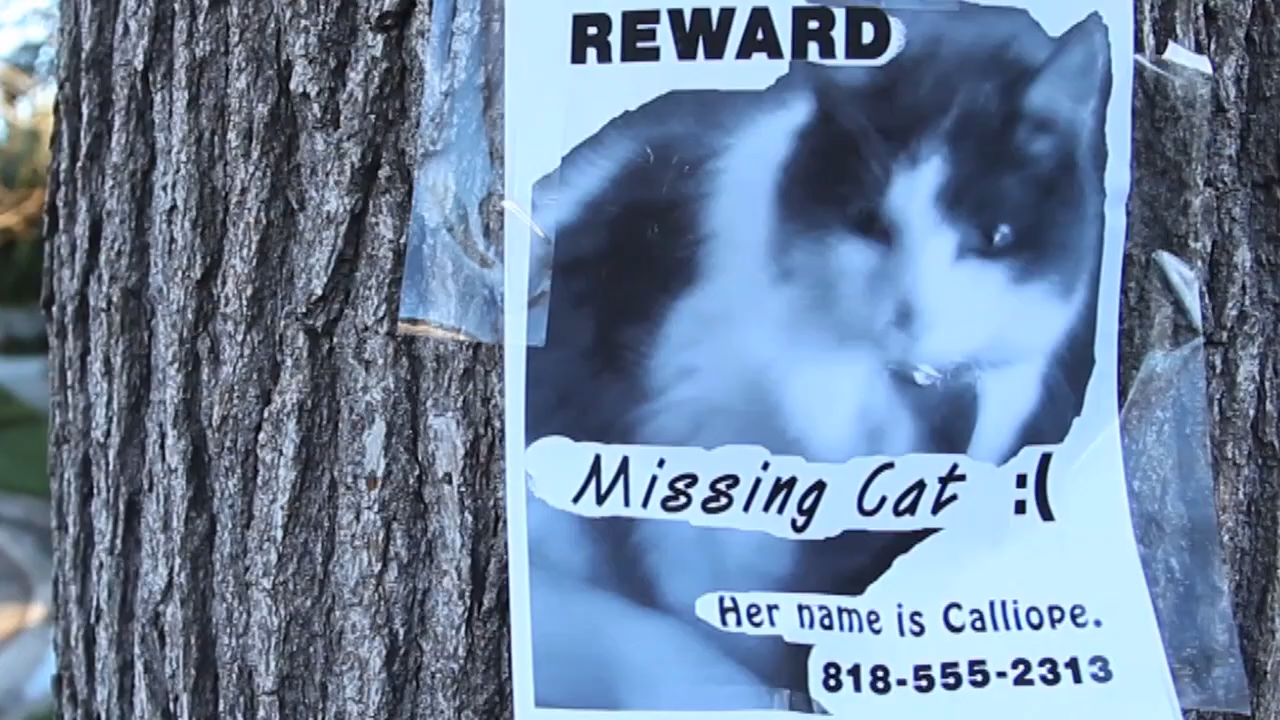 REWARD
Missing Cat :(
Her name is Calliope.
818-555-2313